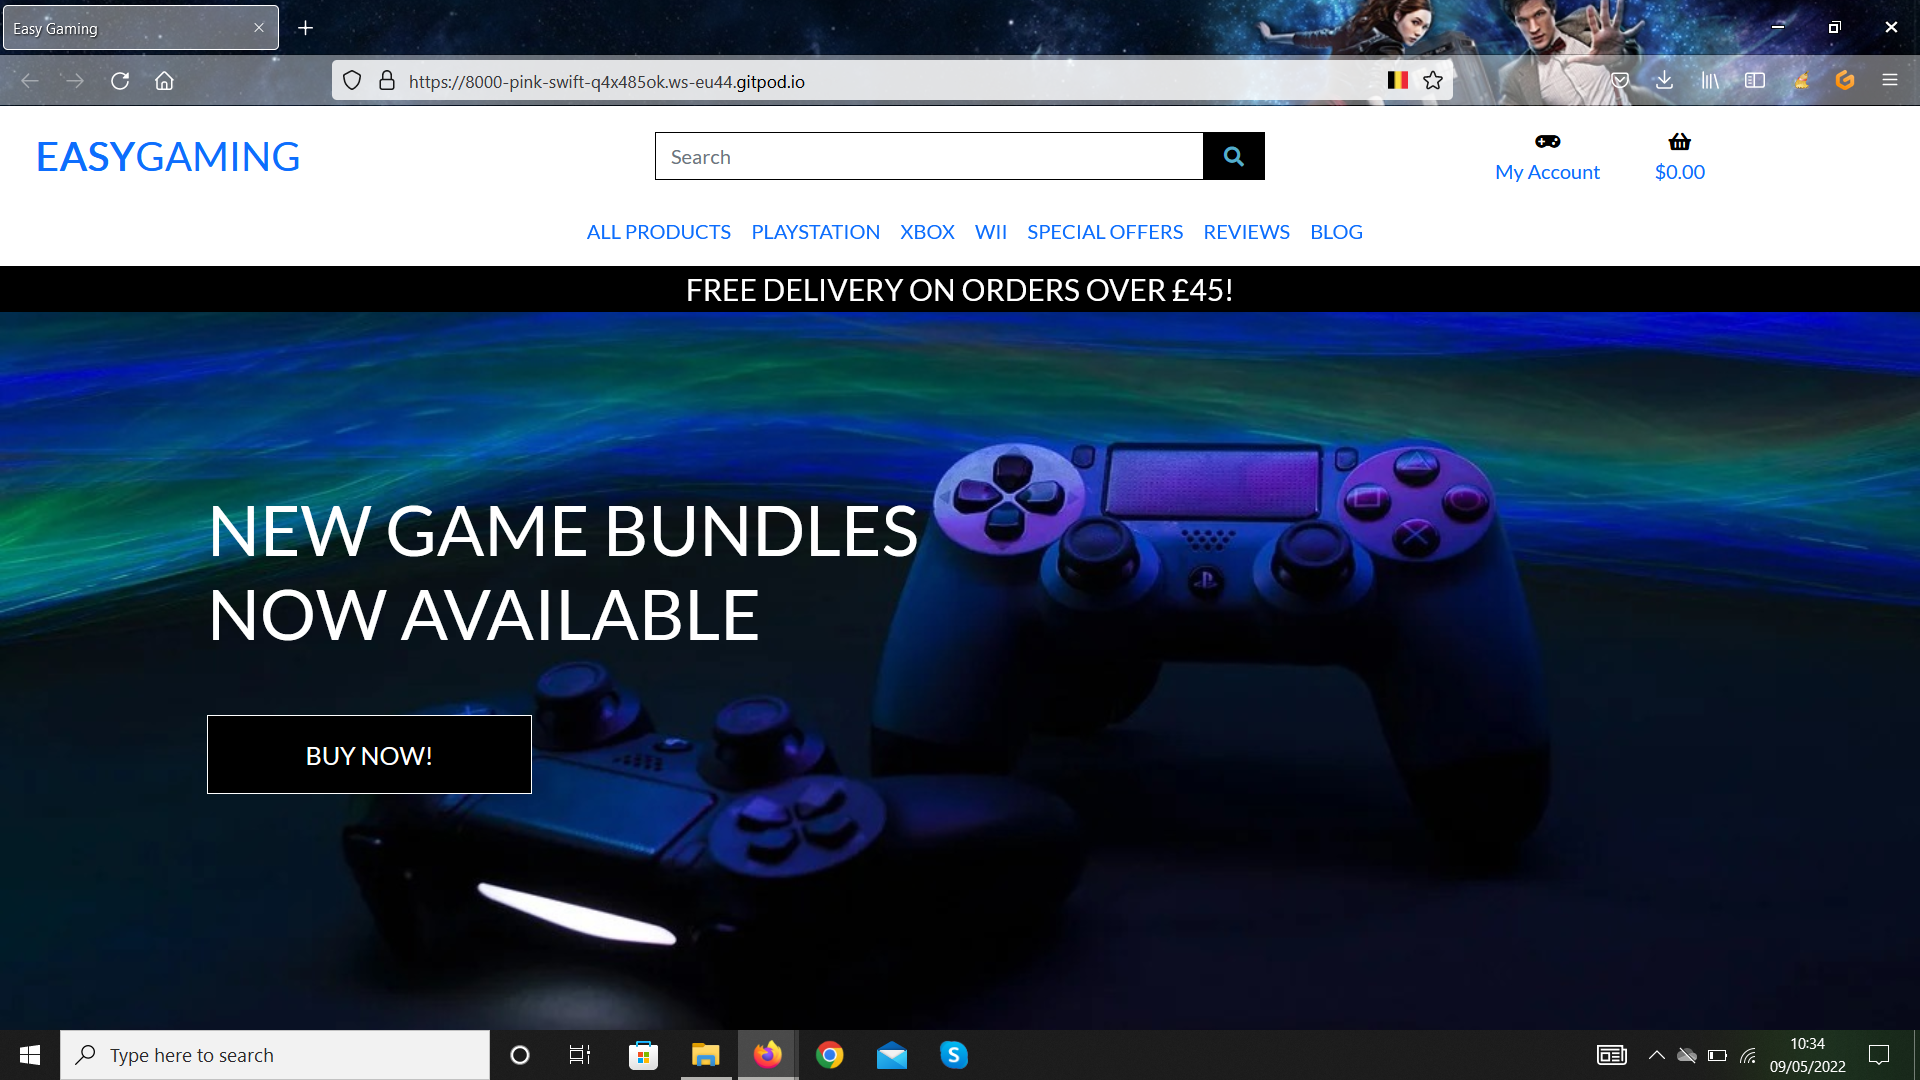 Easy Gaming
https://8000-pink-swift-q4x485ok.ws-eu44.gitpod.io
EASYGAMING
Search
My Account
$0.00
ALL PRODUCTS PLAYSTATION XBOX WII SPECIAL OFFERS REVIEWS BLOG
FREE DELIVERY ON ORDERS OVER £45!
NEW GAME BUNDLES
NOW AVAILABLE
BUY NOW!
Type here to search
10:34
09/05/2022